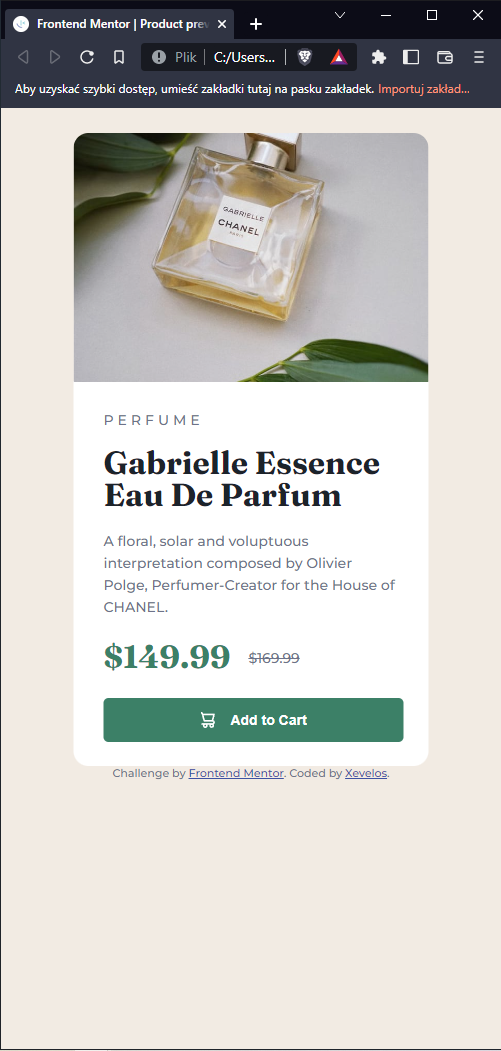 Frontend Mentor | Product prev
Plik
C:/Users...
Aby uzyskać szybki dostęp, umieść zakładki tutaj na pasku zakładek. Importuj zakład...
GABRIELLE
CHANEL
PARIS
PERFUME
Gabrielle Essence
Eau De Parfum
A floral, solar and voluptuous
interpretation composed by Olivier
Polge, Perfumer-Creator for the House of
CHANEL.
$149.99 $169.99
Add to Cart
Challenge by Frontend Mentor. Coded by Xevelos.